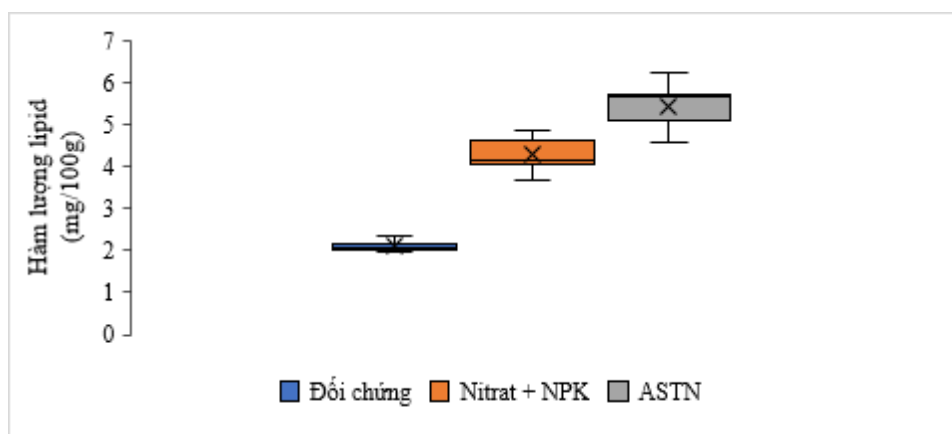 Hàm lượng lipid
(mg/100g)
7
6
5
4
3
2
1
0
Đối chứng Nitrat + NPK ASTN